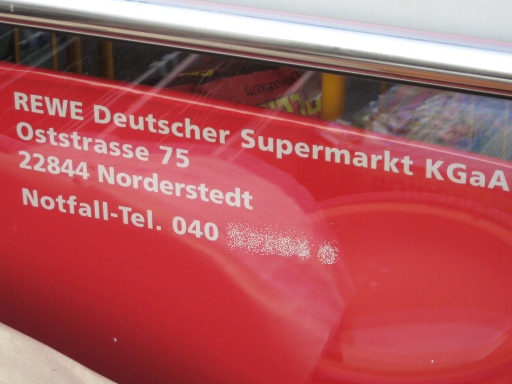 REWE Deutscher Supermarkt KGaA
Oststrasse 75
22844 Norderstedt
Notfall-Tel. 040